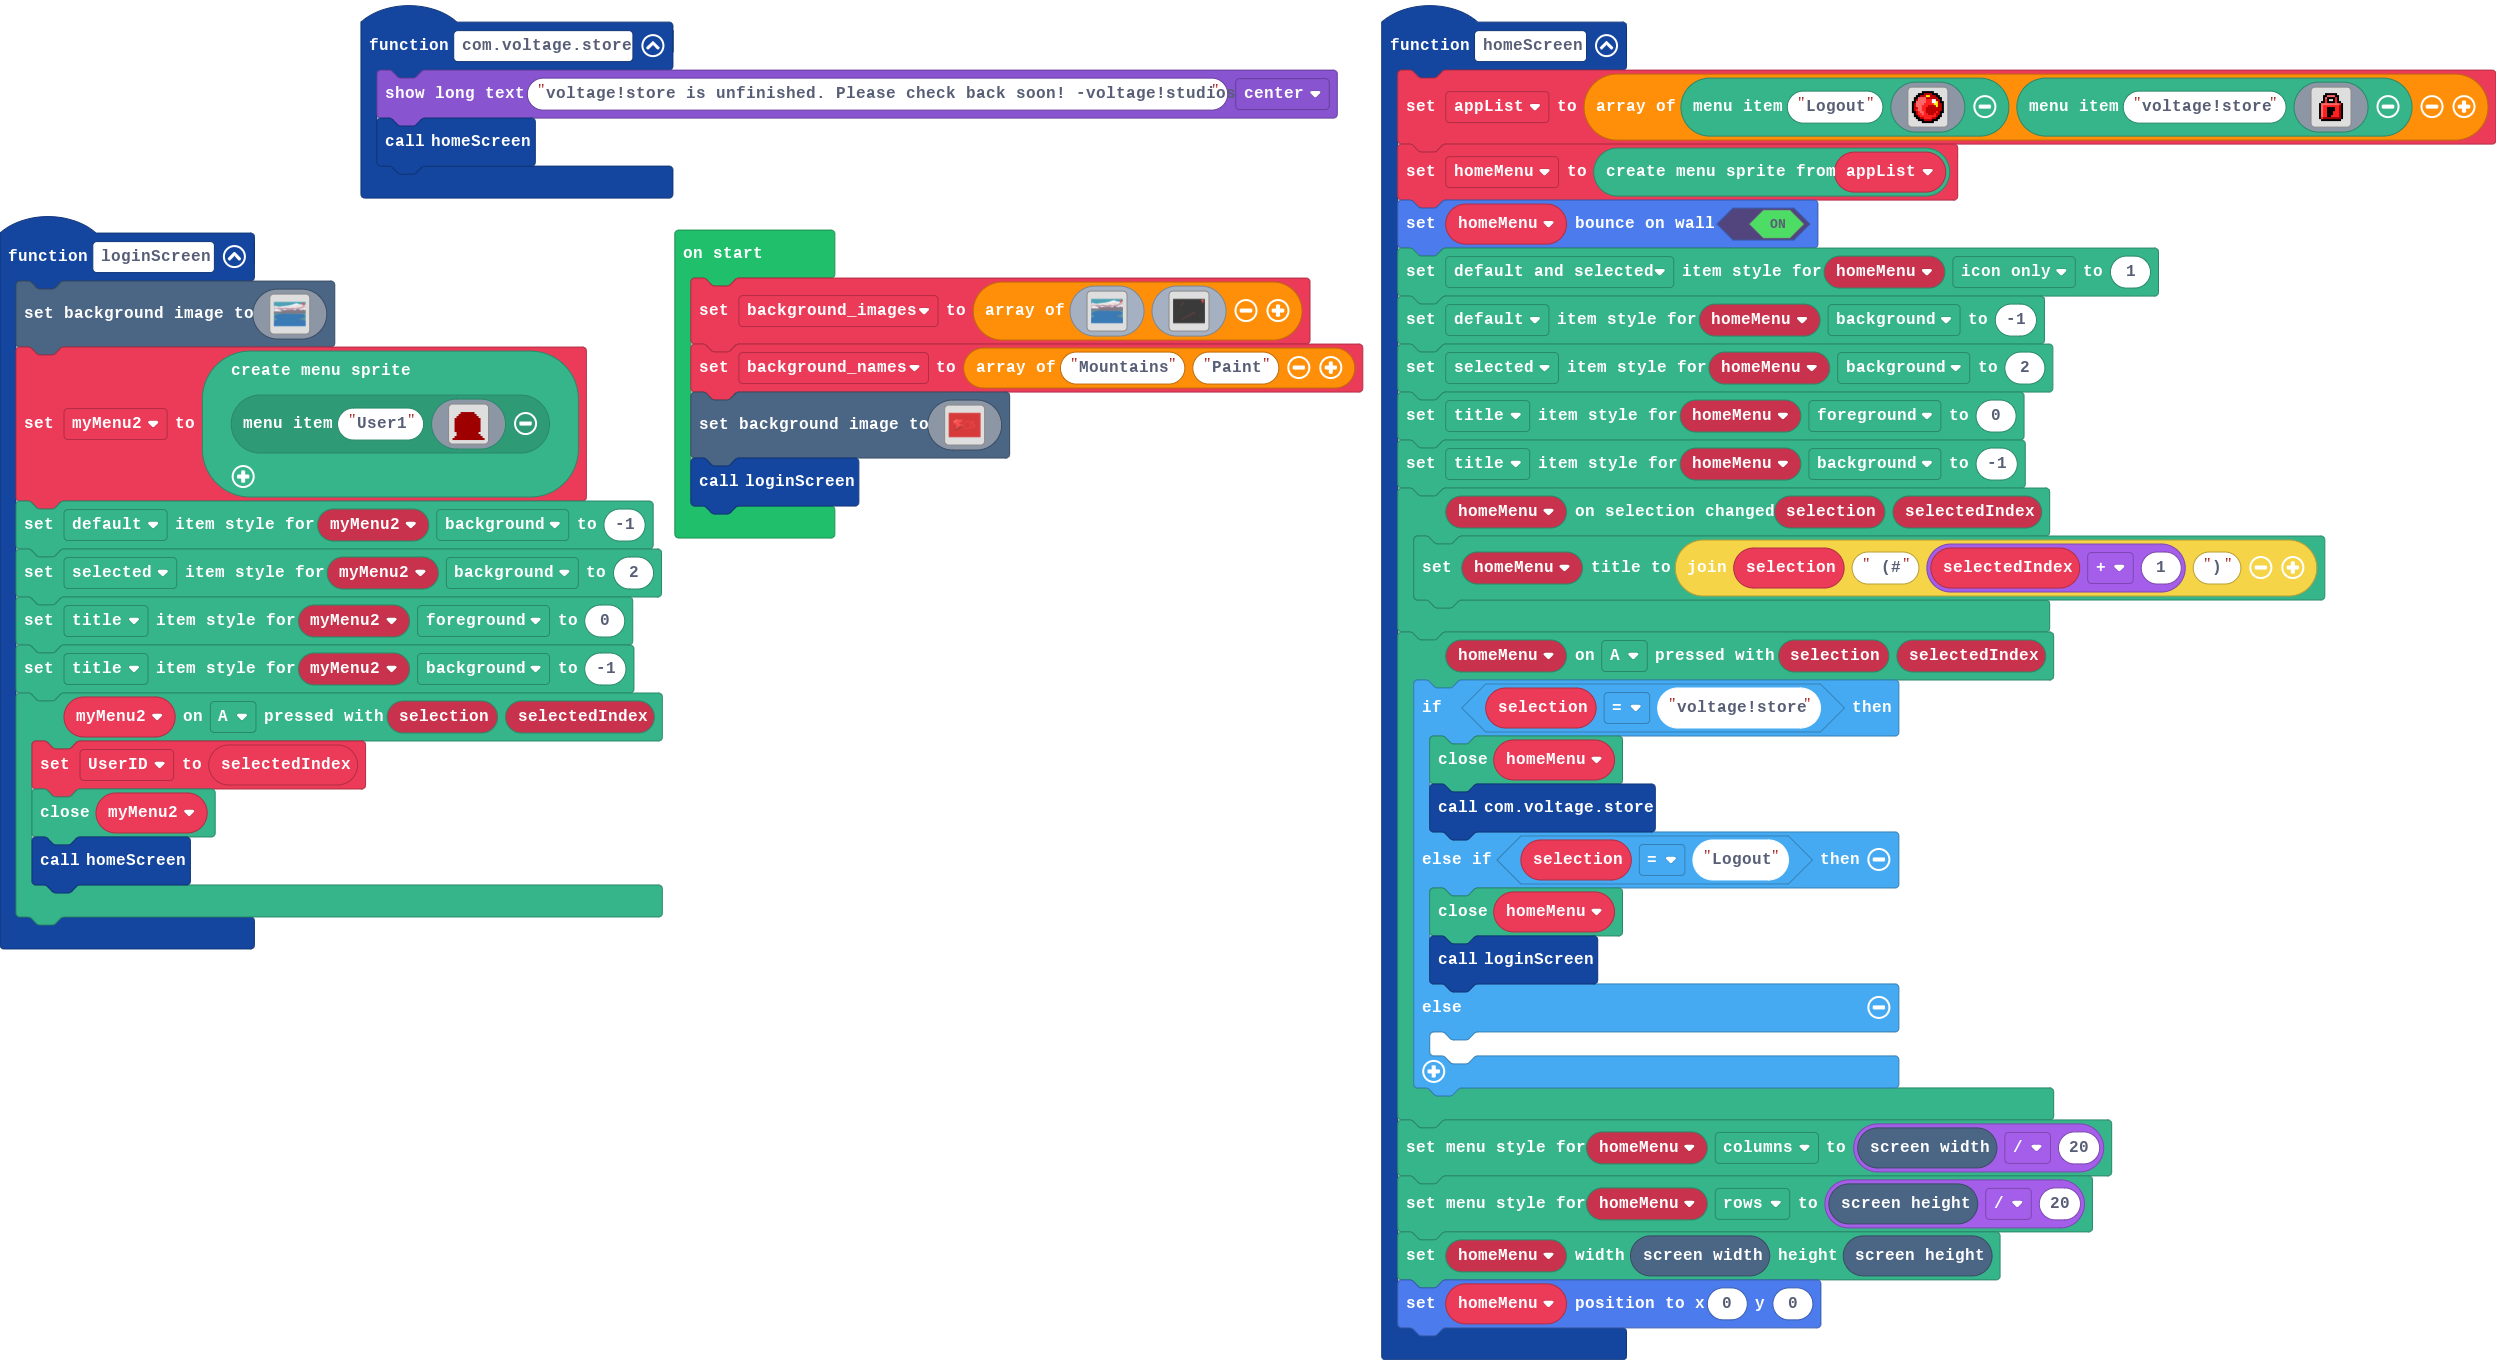 function com.voltage.store
show long text "voltage!store is unfinished. Please check back soon! -voltage!studios center
call homeScreen
function loginScreen
set background image to
set myMenu2 to create menu sprite
menu item "User1"
set default item style for myMenu2 background to -1
set selected item style for myMenu2 background to 2
set title item style for myMenu2 foreground to 0
set title item style for myMenu2 background to -1
myMenu2 on A pressed with selection selectedIndex
set UserID to selectedIndex
close myMenu2
call homeScreen
on start
set background_images to array of
set background_names to array of "Mountains" "Paint"
set background image to
call loginScreen
function homeScreen
set appList to array of menu item "Logout" menu item "voltage!store"
set homeMenu to create menu sprite from appList
set homeMenu bounce on wall ON
set default and selected item style for homeMenu icon only to 1
set default item style for homeMenu background to -1
set selected item style for homeMenu background to 2
set title item style for homeMenu foreground to 0
set title item style for homeMenu background to -1
homeMenu on selection changed selection selectedIndex
set homeMenu title to join selection " (#" selectedIndex + 1 ")"
homeMenu on A pressed with selection selectedIndex
if selection = "voltage!store" then
close homeMenu
call com.voltage.store
else if selection = "Logout" then
close homeMenu
call loginScreen
else
set menu style for homeMenu columns to screen width / 20
set menu style for homeMenu rows to screen height / 20
set homeMenu width screen width height screen height
set homeMenu position to x 0 y 0